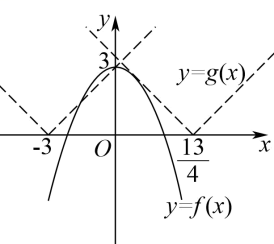 y
3
y=g(x)
-3
O
13/4
x
y=f(x)